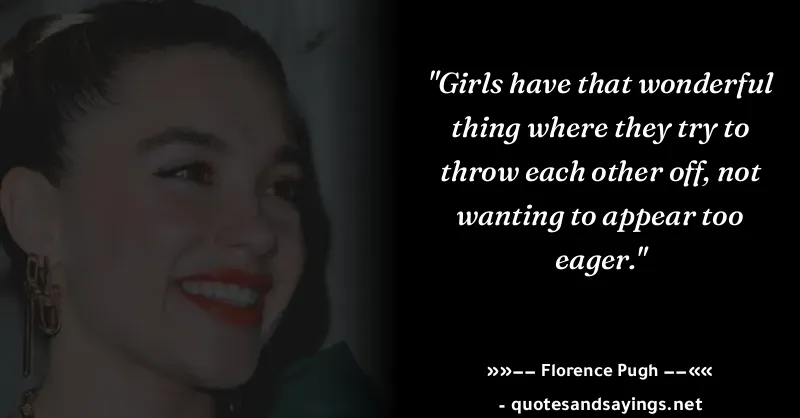 "Girls have that wonderful
thing where they try to
throw each other off, not
wanting to appear too
eager."
»»−− Florence Pugh −−««
- quotesandsayings.net